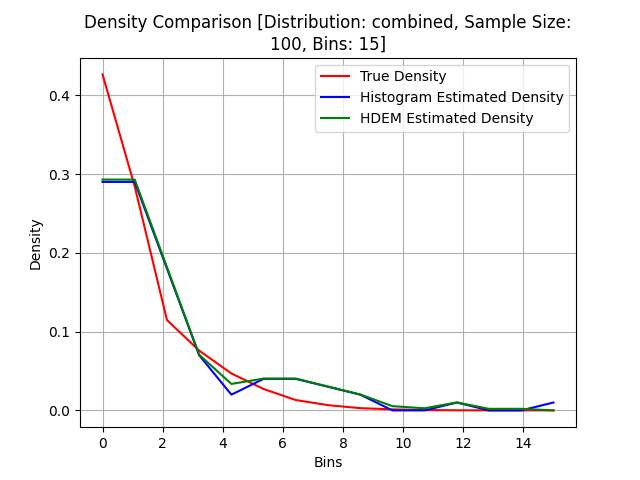 Density Comparison [Distribution: combined, Sample Size:
100, Bins: 15]
True Density
Histogram Estimated Density
HDEM Estimated Density
Density
0.4
0.3
0.2
0.1
0.0
0 2 4 6 8 10 12 14
Bins